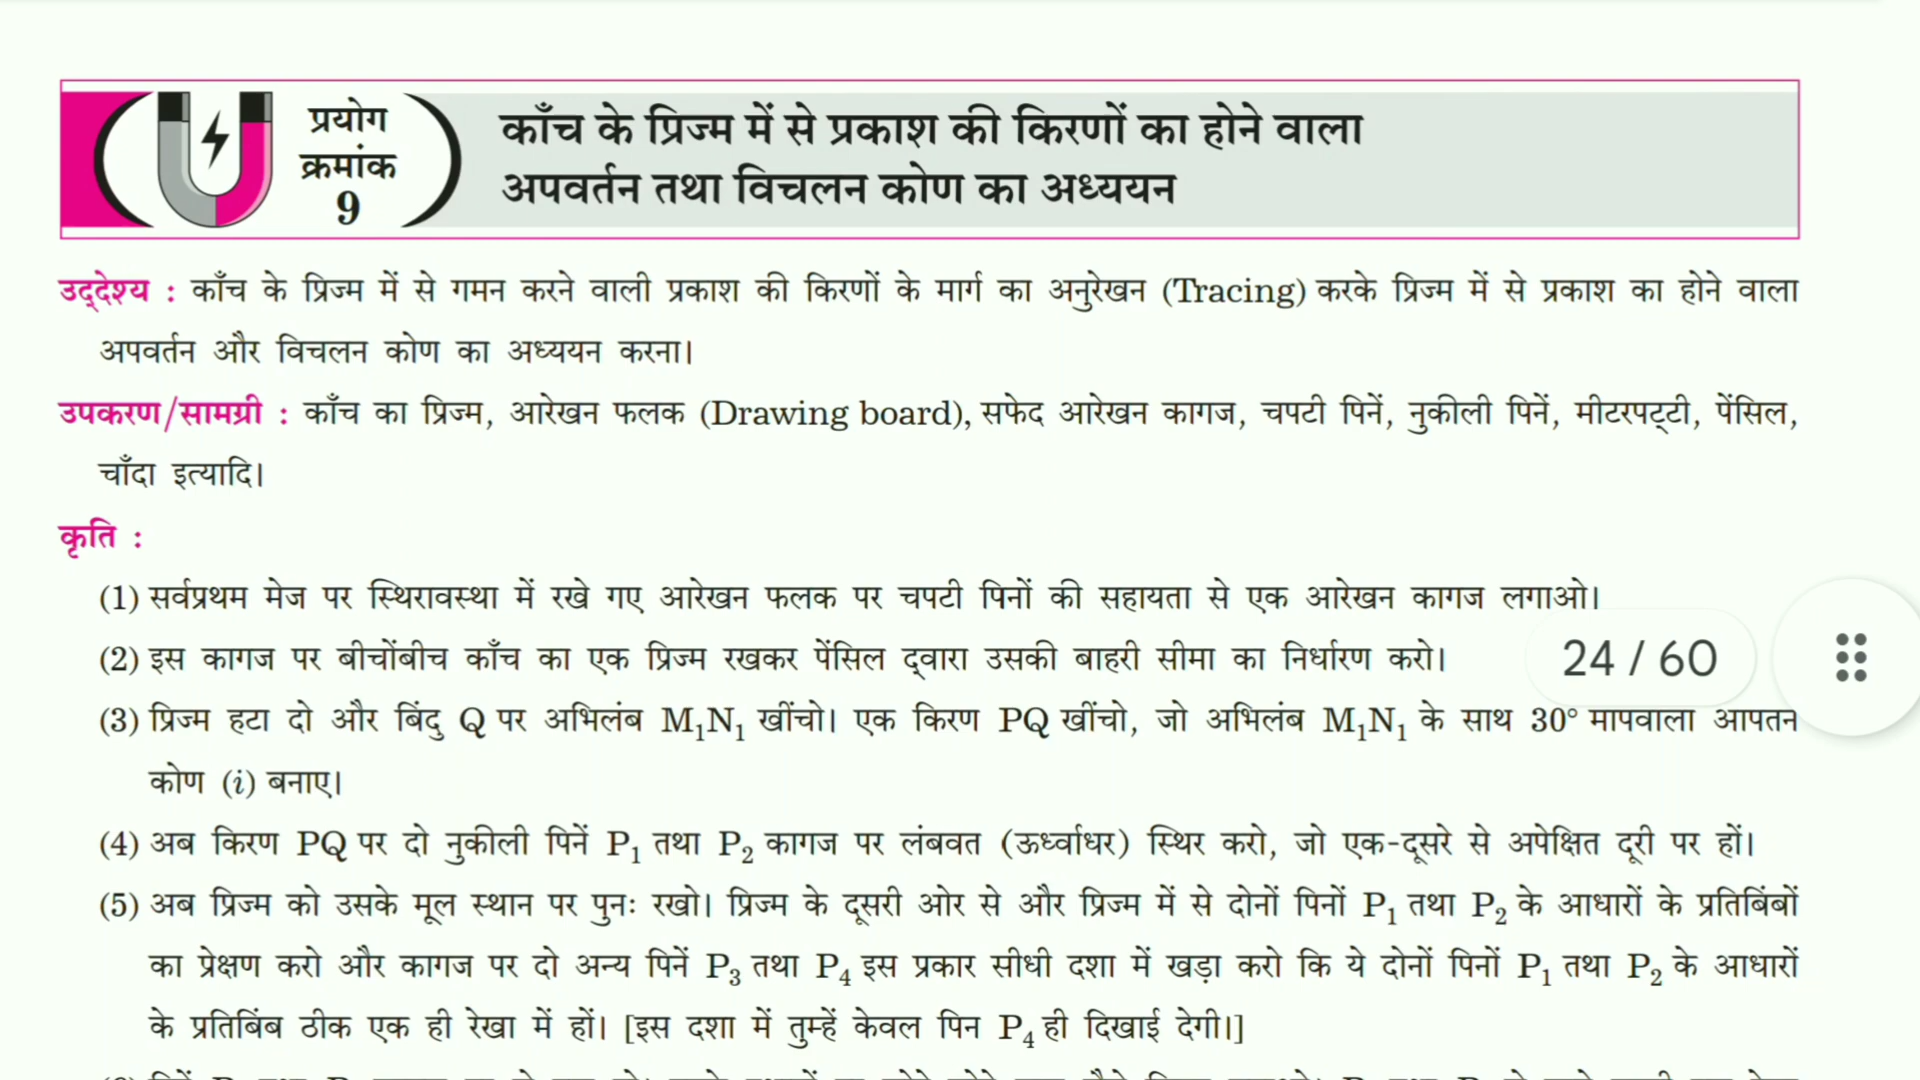 प्रयोग
क्रमांक
9
काँच के प्रिज्म में से प्रकाश की किरणों का होने वाला
अपवर्तन तथा विचलन कोण का अध्ययन
उद्देश्य : काँच के प्रिज्म में से गमन करने वाली प्रकाश की किरणों के मार्ग का अनुरेखन (Tracing) करके प्रिज्म में से प्रकाश का होने वाला
अपवर्तन और विचलन कोण का अध्ययन करना।
उपकरण/सामग्री : काँच का प्रिज्म, आरेखन फलक (Drawing board), सफेद आरेखन कागज, चपटी पिनें, नुकीली पिनें, मीटरपट्टी, पेंसिल,
चाँदा इत्यादि।
कृति :
(1) सर्वप्रथम मेज पर स्थिरावस्था में रखे गए आरेखन फलक पर चपटी पिनों की सहायता से एक आरेखन कागज लगाओ।
(2) इस कागज पर बीचोंबीच काँच का एक प्रिज्म रखकर पेंसिल द्वारा उसकी बाहरी सीमा का निर्धारण करो।
24 / 60
(3) प्रिज्म हटा दो और बिंदु Q पर अभिलंब M₁N₁ खींचो। एक किरण PQ खींचो, जो अभिलंब M₁N₁ के साथ 30° मापवाला आपतन
कोण (i) बनाए।
(4) अब किरण PQ पर दो नुकीली पिनें P₁ तथा P₂ कागज पर लंबवत (ऊर्ध्वाधर) स्थिर करो, जो एक-दूसरे से अपेक्षित दूरी पर हों।
(5) अब प्रिज्म को उसके मूल स्थान पर पुनः रखो। प्रिज्म के दूसरी ओर से और प्रिज्म में से दोनों पिनों P₁ तथा P₂ के आधारों के प्रतिबिंबों
का प्रेक्षण करो और कागज पर दो अन्य पिनें P₃ तथा P₄ इस प्रकार सीधी दशा में खड़ा करो कि ये दोनों पिनों P₁ तथा P₂ के आधारों
के प्रतिबिंब ठीक एक ही रेखा में हों। [इस दशा में तुम्हें केवल पिन P₄ ही दिखाई देगी।]